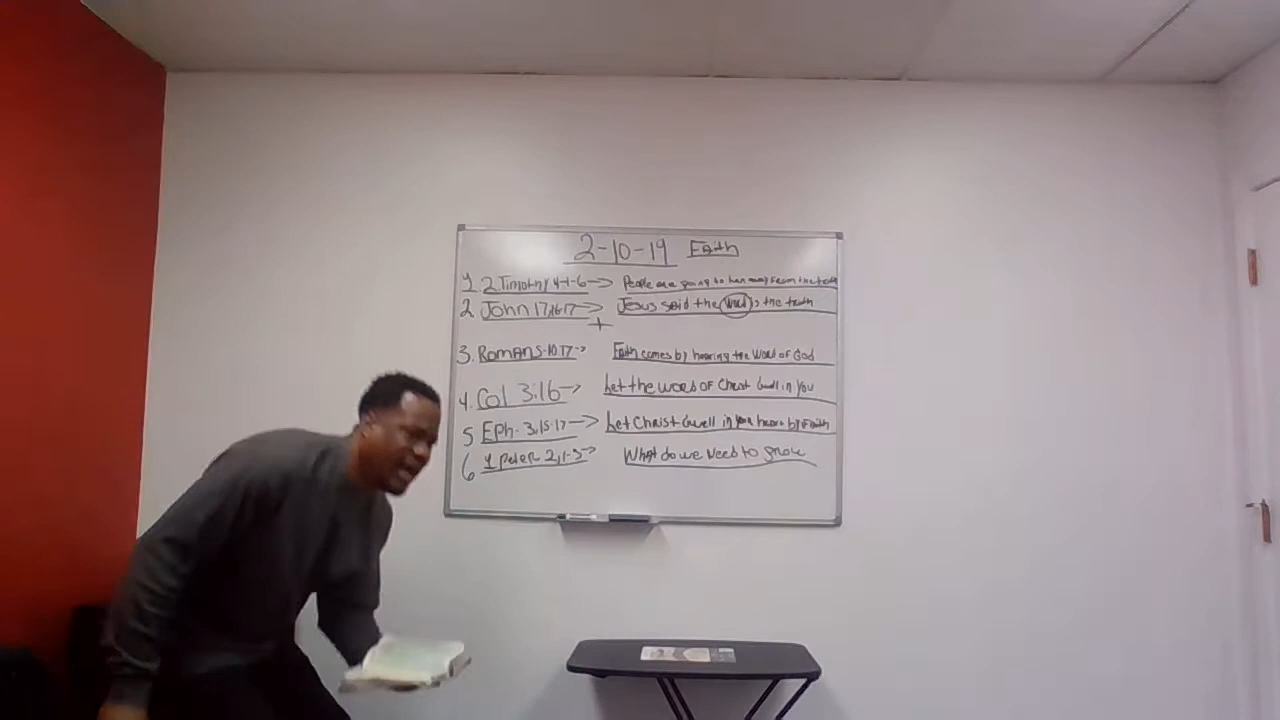 2-10-19 Faith
1 2 Timothy 4-1-6 -> People are going to turn away from the truth
2. John 17,16-17 -> Jesus said the Word is the truth
+
3. Romans-10:17 -> Faith comes by hearing the Word of God
4. Col 3:16 -> Let the word of Christ dwell in you
5 Eph- 3,15-17 -> Let Christ dwell in your hearts by Faith
6 1 Peter 2,1-3 -> What do we Need to grow